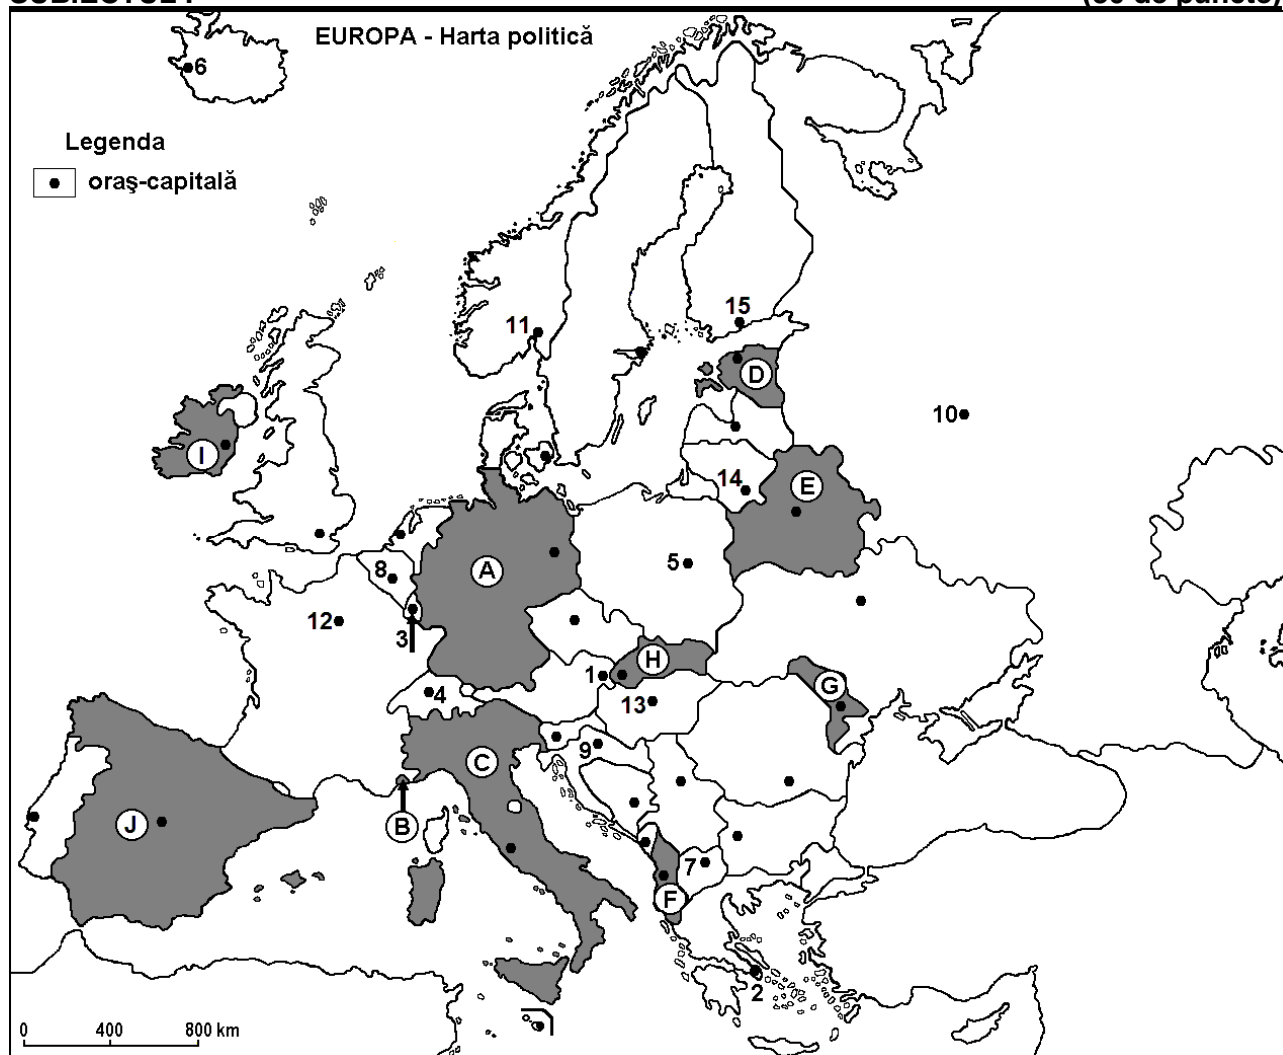 SUBIECTUL I (30 de puncte)
EUROPA - Harta politică
6
Legenda
oraş-capitală
15
11
D
10
I
14
E
8
A
5
12
3
H
1
G
4
13
9
C
B
J
7
F
2
0 400 800 km